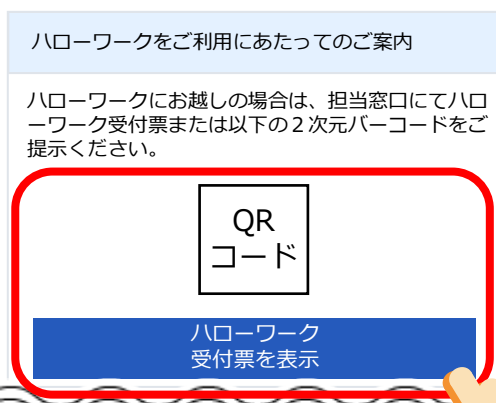 ハローワークをご利用にあたってのご案内
ハローワークにお越しの場合は、担当窓口にてハロ
ーワーク受付票または以下の２次元バーコードをご
提示ください。
QR
コード
ハローワーク
受付票を表示